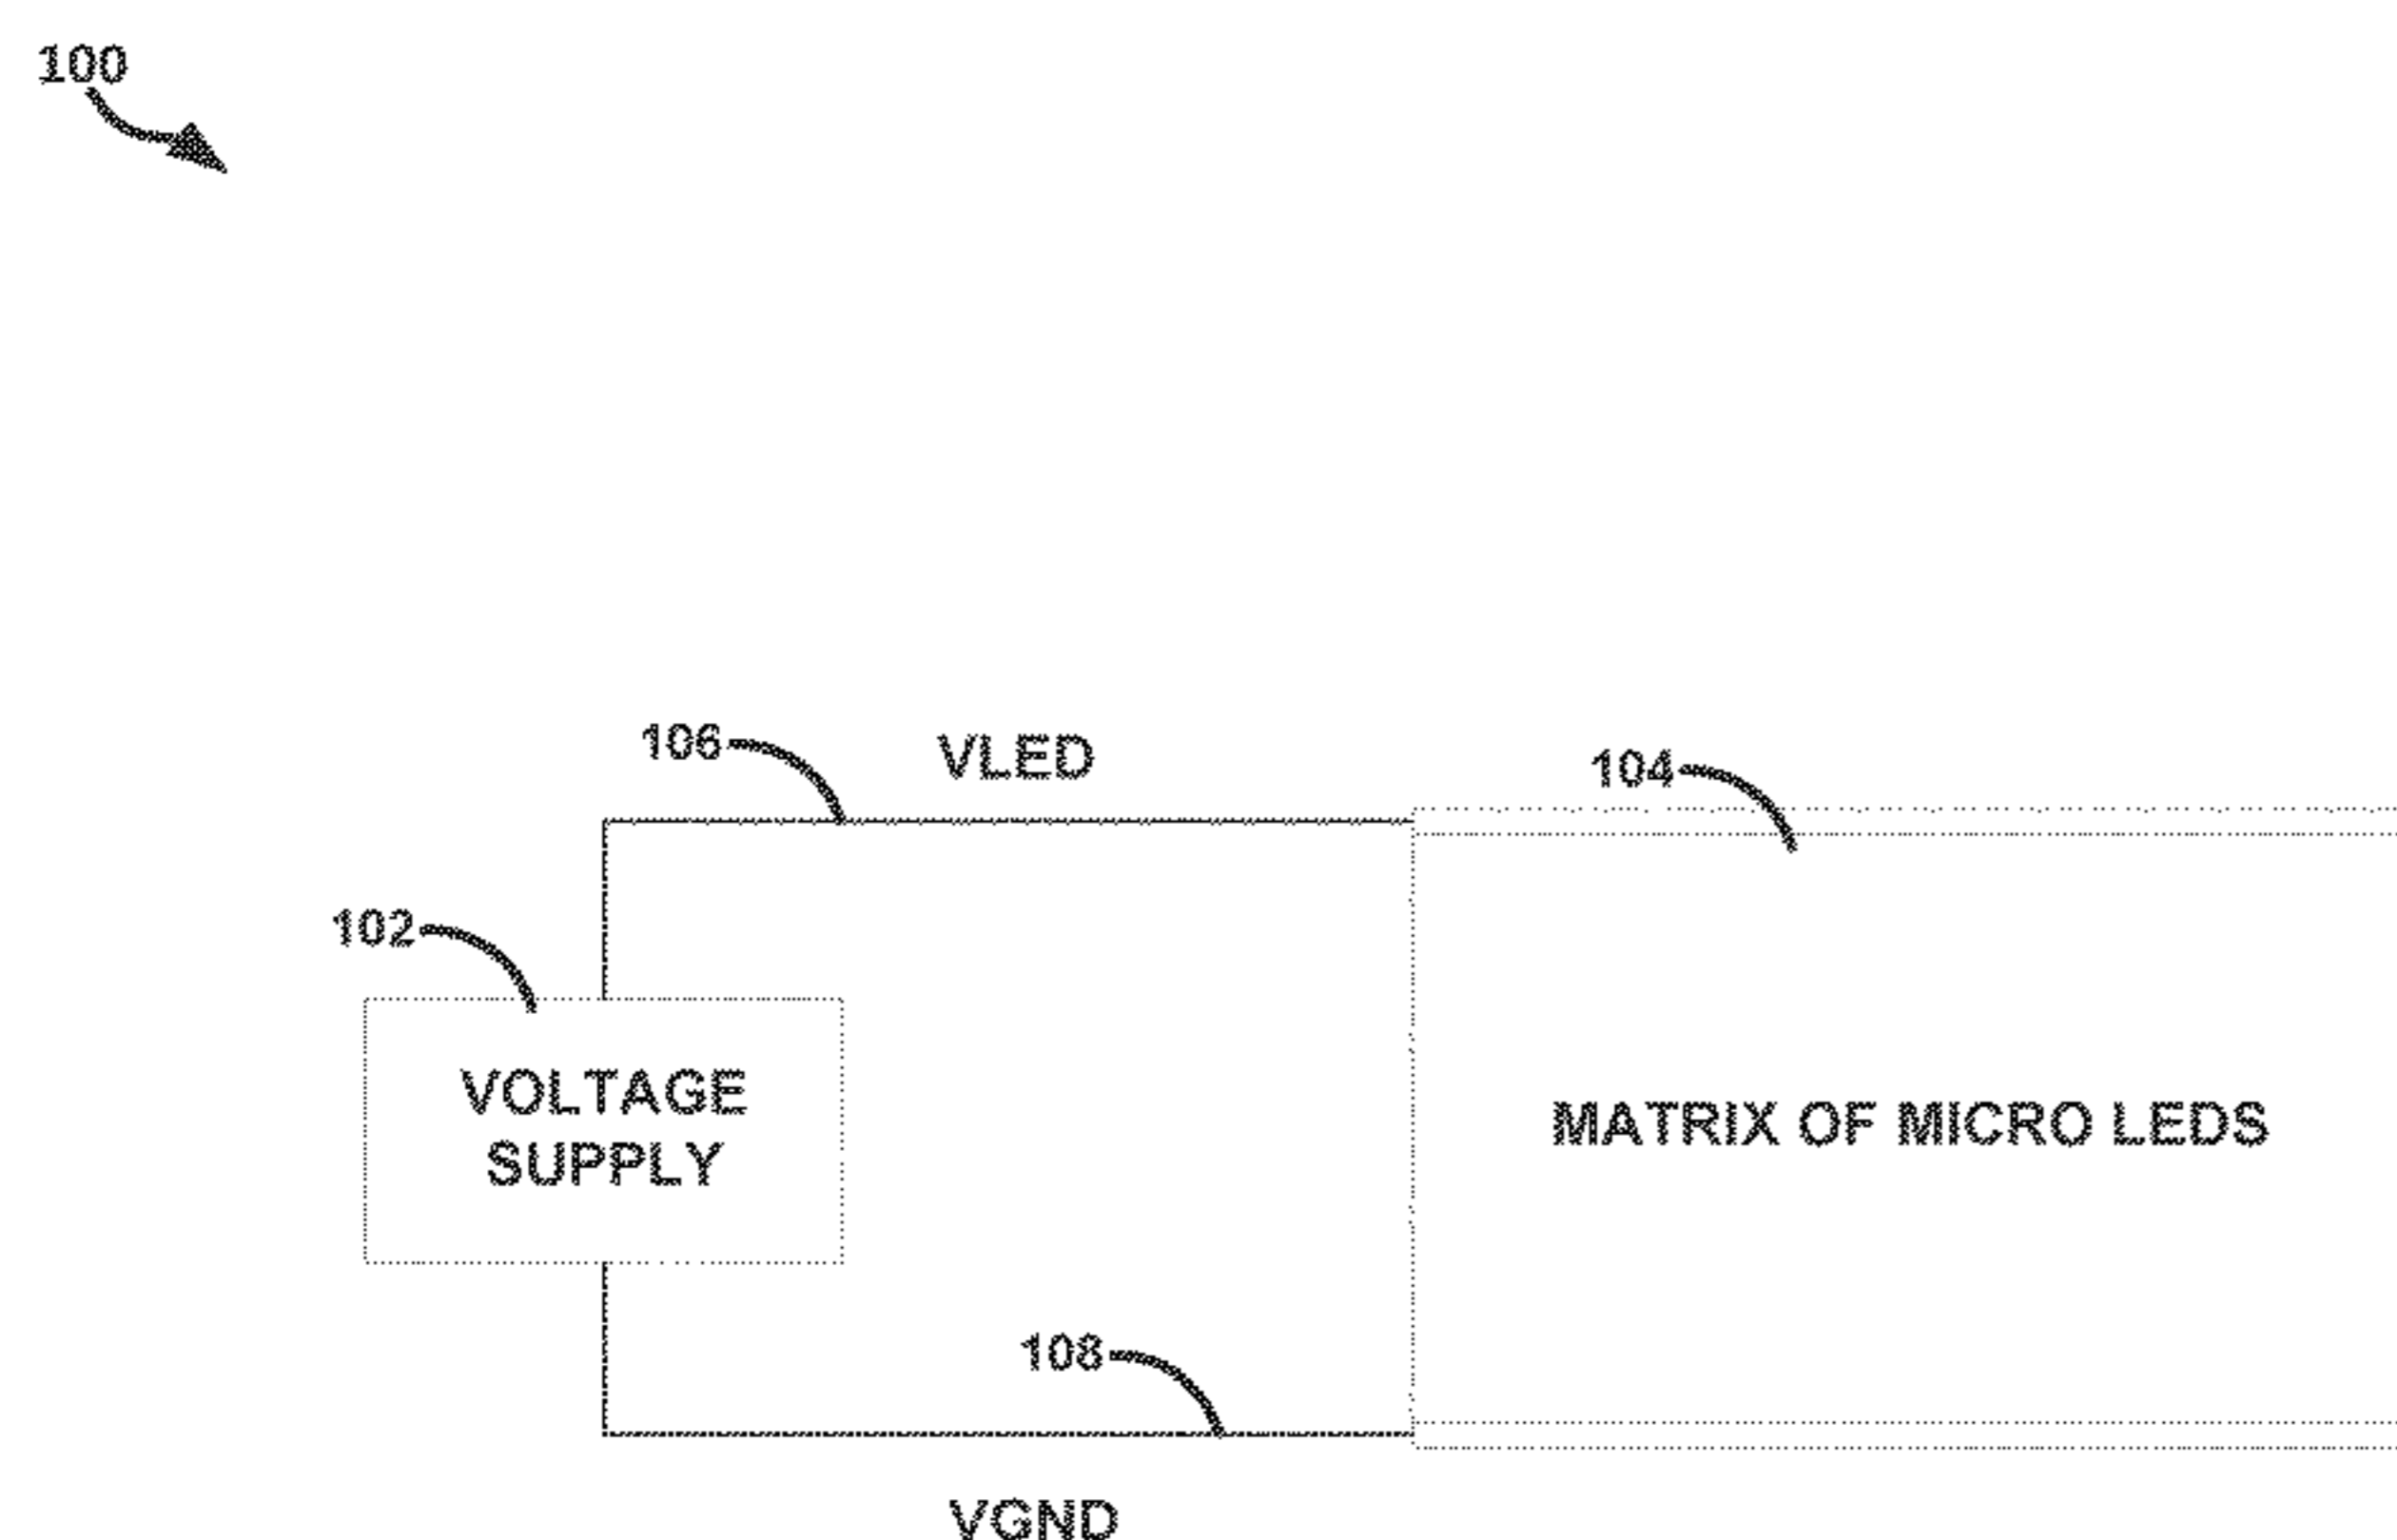 100
106
VLED
104
102
VOLTAGE
SUPPLY
MATRIX OF MICRO LEDS
108
VGND